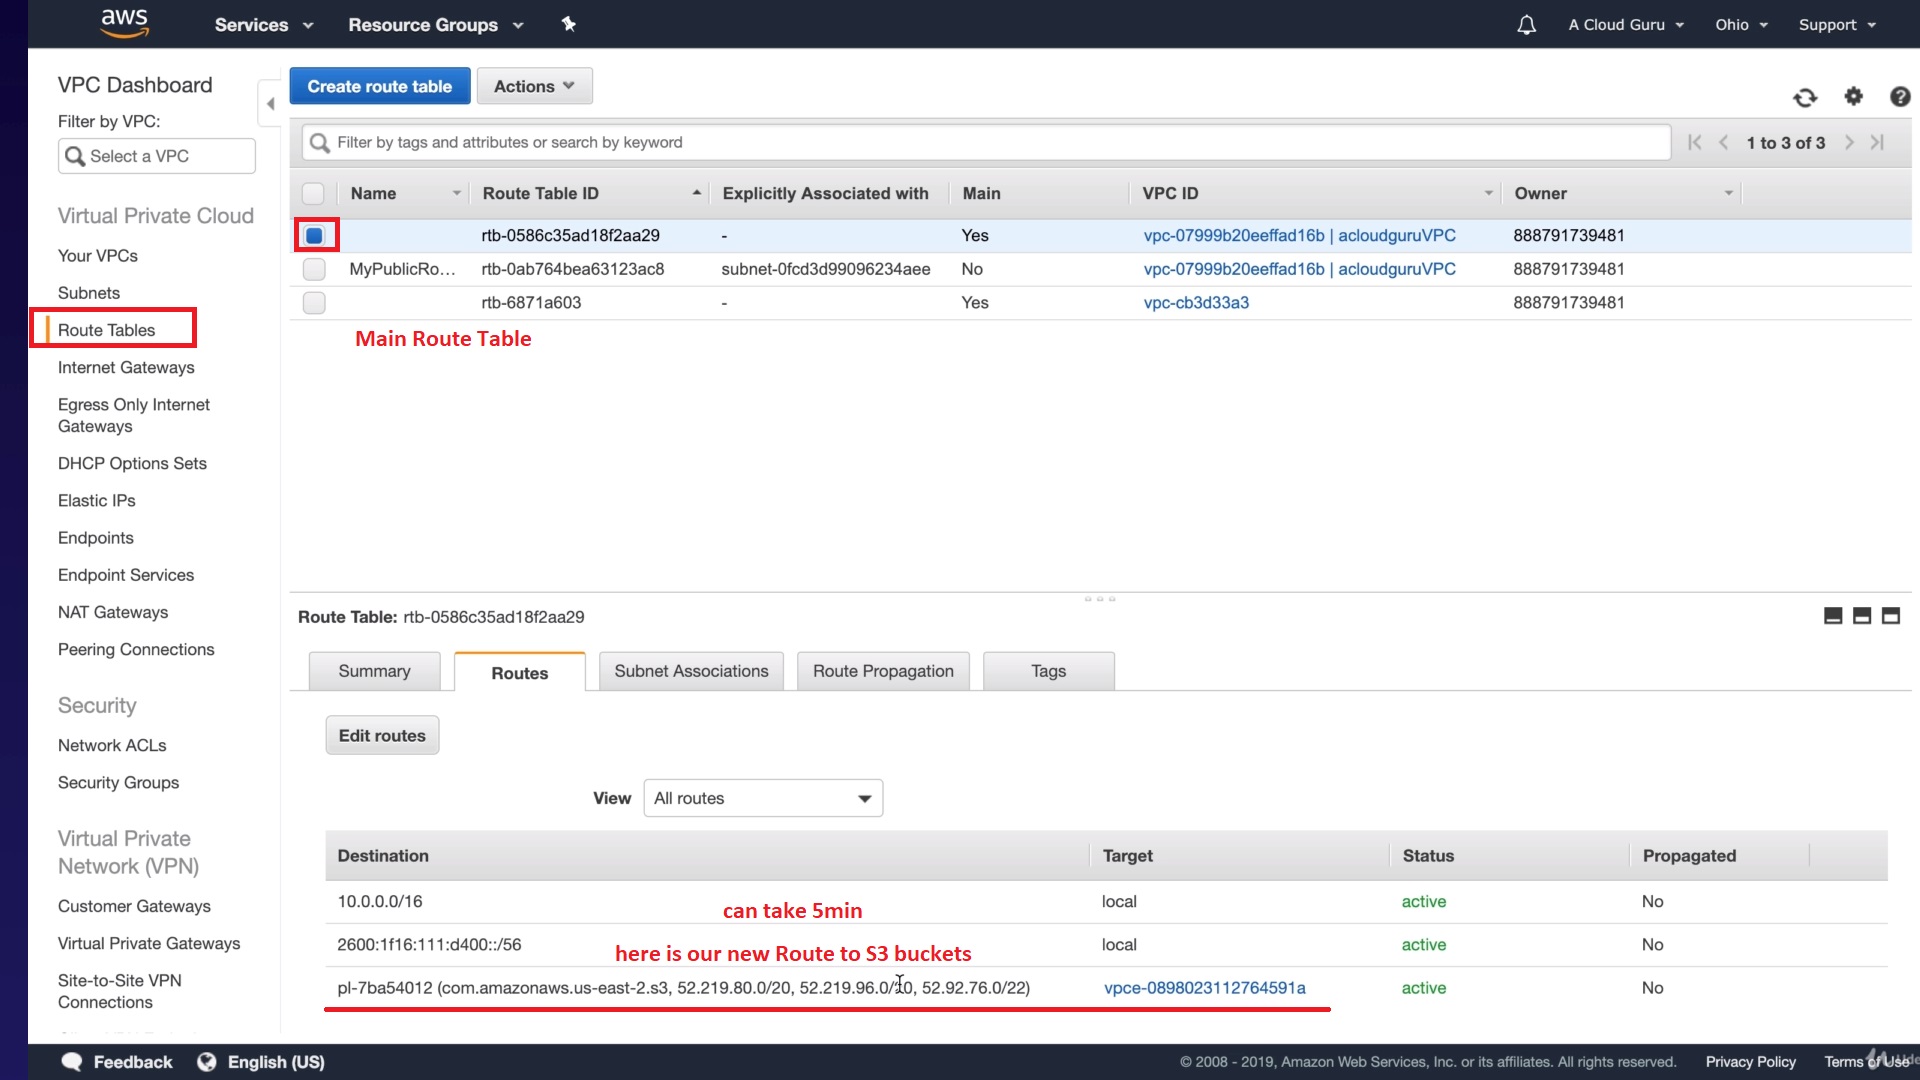 aws Services Resource Groups A Cloud Guru Ohio Support
VPC Dashboard
Filter by VPC:
Select a VPC
Virtual Private Cloud
Your VPCs
Subnets
Route Tables
Internet Gateways
Egress Only Internet
Gateways
DHCP Options Sets
Elastic IPs
Endpoints
Endpoint Services
NAT Gateways
Peering Connections
Security
Network ACLs
Security Groups
Virtual Private
Network (VPN)
Customer Gateways
Virtual Private Gateways
Site-to-Site VPN
Connections
Create route table Actions
Filter by tags and attributes or search by keyword 1 to 3 of 3
Name Route Table ID Explicitly Associated with Main VPC ID Owner
rtb-0586c35ad18f2aa29 - Yes vpc-07999b20eeffad16b | acloudguruVPC 888791739481
MyPublicRo... rtb-0ab764bea63123ac8 subnet-0fcd3d99096234aee No vpc-07999b20eeffad16b | acloudguruVPC 888791739481
rtb-6871a603 - Yes vpc-cb3d33a3 888791739481
Main Route Table
Route Table: rtb-0586c35ad18f2aa29
Summary Routes Subnet Associations Route Propagation Tags
Edit routes
View All routes
Destination Target Status Propagated
10.0.0.0/16 local active No
can take 5min
2600:1f16:111:d400::/56 local active No
here is our new Route to S3 buckets
pl-7ba54012 (com.amazonaws.us-east-2.s3, 52.219.80.0/20, 52.219.96.0/20, 52.92.76.0/22) vpce-0898023112764591a active No
Feedback English (US) © 2008 - 2019, Amazon Web Services, Inc. or its affiliates. All rights reserved. Privacy Policy Terms of Use